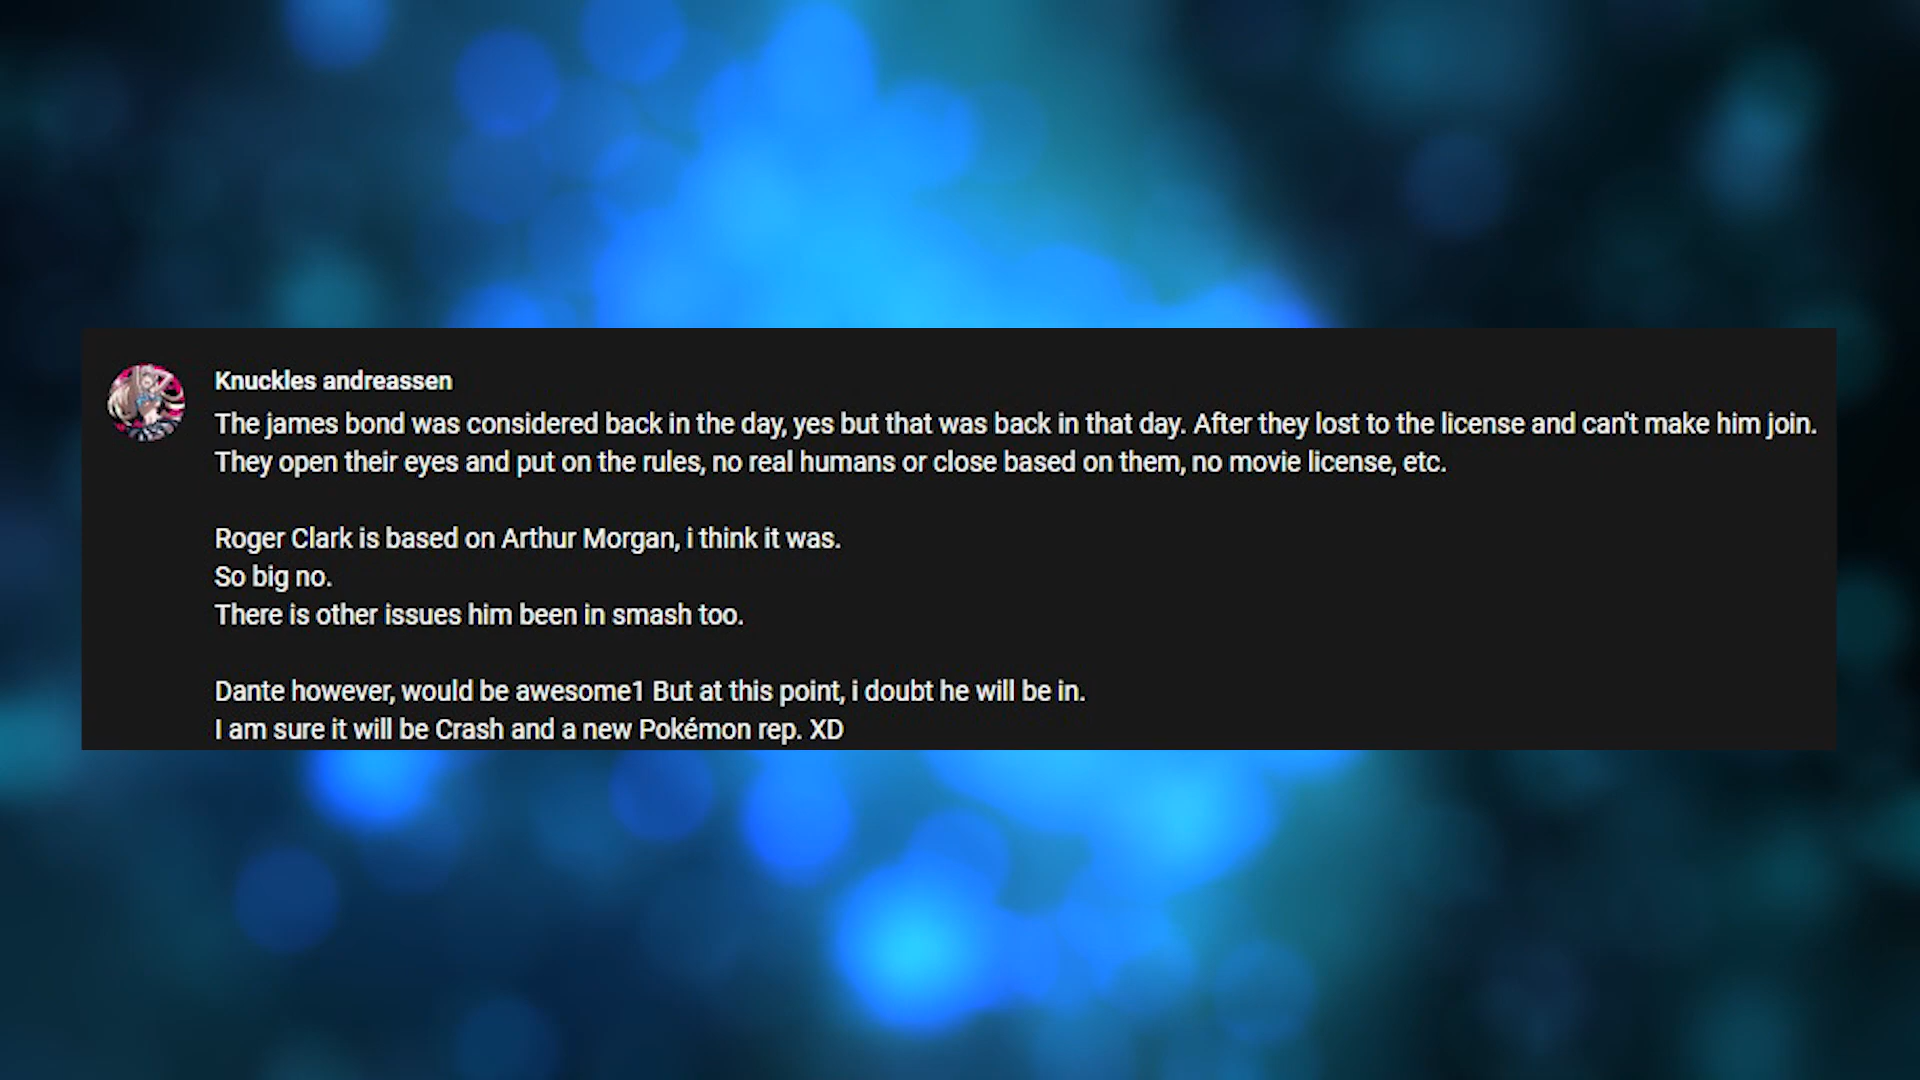 Knuckles andreassen
The james bond was considered back in the day, yes but that was back in that day. After they lost to the license and can't make him join.
They open their eyes and put on the rules, no real humans or close based on them, no movie license, etc.
Roger Clark is based on Arthur Morgan, i think it was.
So big no.
There is other issues him been in smash too.
Dante however, would be awesome1 But at this point, i doubt he will be in.
I am sure it will be Crash and a new Pokémon rep. XD